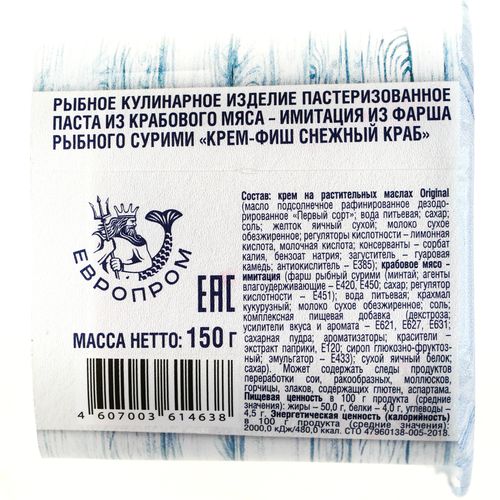 РЫБНОЕ КУЛИНАРНОЕ ИЗДЕЛИЕ ПАСТЕРИЗОВАННОЕ
ПАСТА ИЗ КРАБОВОГО МЯСА – ИМИТАЦИЯ ИЗ ФАРША
РЫБНОГО СУРИМИ «КРЕМ-ФИШ СНЕЖНЫЙ КРАБ»
ЕВРОПРОМ
EAC
МАССА НЕТТО: 150 г
4 607003 614638
Состав: крем на растительных маслах Original
(масло подсолнечное рафинированное дезодо-
рированное «Первый сорт»; вода питьевая; сахар;
соль; желток яичный сухой; молоко сухое
обезжиренное; регуляторы кислотности – лимонная
кислота, молочная кислота; консерванты – сорбат
калия, бензоат натрия; загуститель – гуаровая
камедь; антиокислитель – Е385); крабовое мясо -
имитация (фарш рыбный сурими (минтай; агенты
влагоудерживающие – Е420, Е450; сахар; регулятор
кислотности – Е451); вода питьевая; крахмал
кукурузный; молоко сухое обезжиренное; соль;
комплексная пищевая добавка (декстроза;
усилители вкуса и аромата – Е621, Е627, Е631;
сахарная пудра; ароматизаторы; красители –
экстракт паприки, Е120; сироп глюкозно-фруктоз-
ный; эмульгатор – Е433); сухой яичный белок;
сахар). Может содержать следы продуктов
переработки сои, ракообразных, моллюсков,
горчицы, злаков, содержащих глютен, аспартама.
Пищевая ценность в 100 г продукта (средние
значения): жиры – 50,0 г, белки – 4,0 г, углеводы –
4,5 г. Энергетическая ценность (калорийность)
в 100 г продукта (средние значения):
2000,0 кДж/480,0 ккал. СТО 47960138-005-2018.